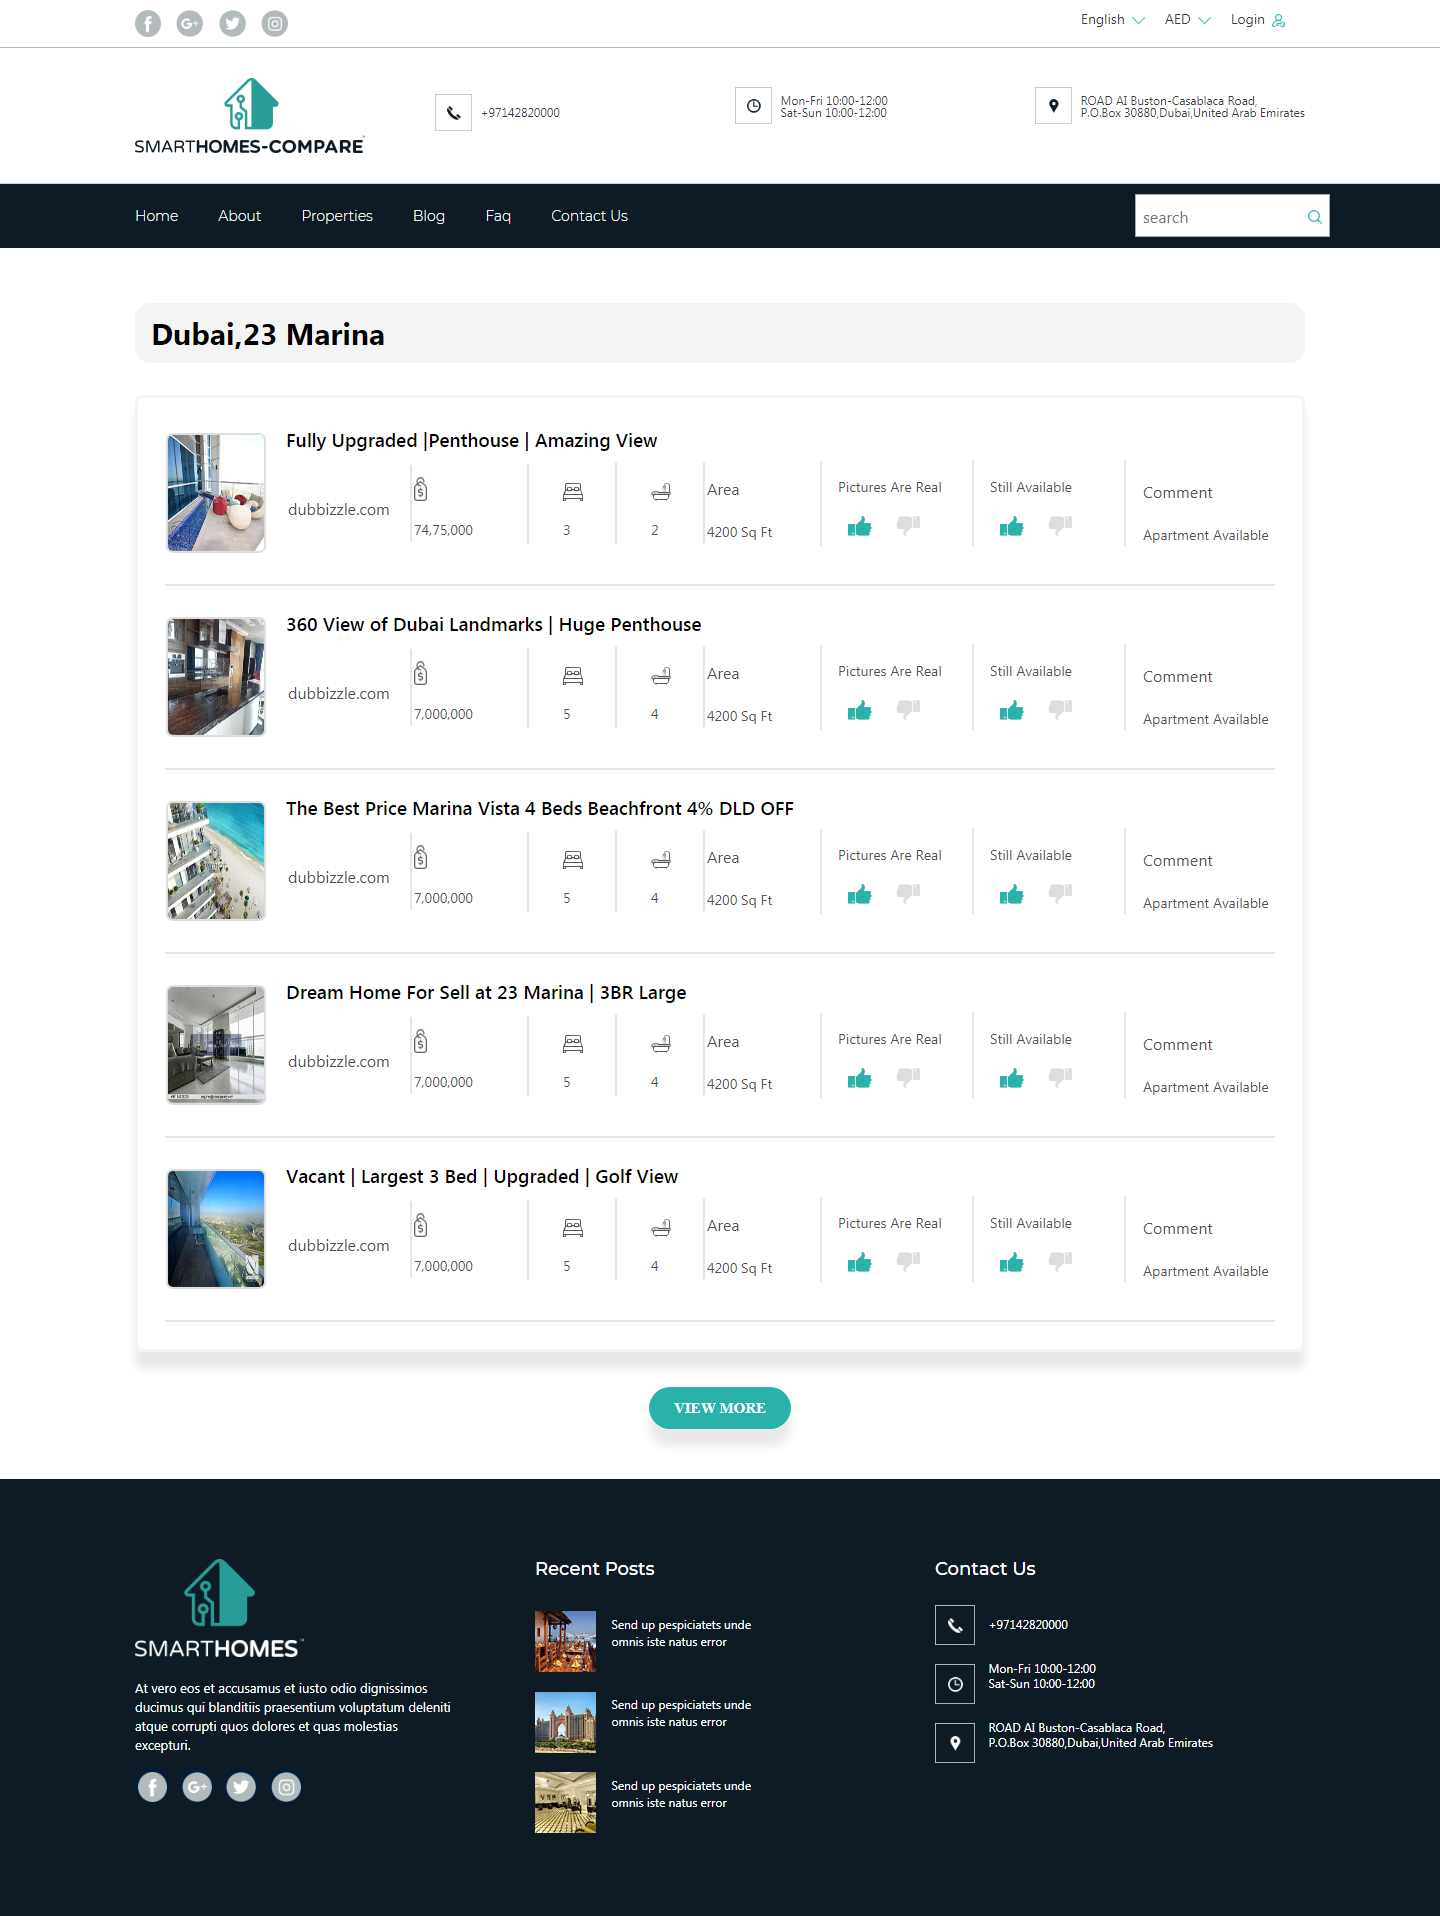 English
AED
Login
SMARTHOMES-COMPARE
+97142820000
Mon-Fri 10:00-12:00
Sat-Sun 10:00-12:00
ROAD AI Buston-Casablaca Road,
P.O.Box 30880,Dubai,United Arab Emirates
Home
About
Properties
Blog
Faq
Contact Us
search
Dubai,23 Marina
Fully Upgraded |Penthouse | Amazing View
dubbizzle.com
74,75,000
3
2
Area
4200 Sq Ft
Pictures Are Real
Still Available
Comment
Apartment Available
360 View of Dubai Landmarks | Huge Penthouse
dubbizzle.com
7,000,000
5
4
Area
4200 Sq Ft
Pictures Are Real
Still Available
Comment
Apartment Available
The Best Price Marina Vista 4 Beds Beachfront 4% DLD OFF
dubbizzle.com
7,000,000
5
4
Area
4200 Sq Ft
Pictures Are Real
Still Available
Comment
Apartment Available
Dream Home For Sell at 23 Marina | 3BR Large
dubbizzle.com
7,000,000
5
4
Area
4200 Sq Ft
Pictures Are Real
Still Available
Comment
Apartment Available
Vacant | Largest 3 Bed | Upgraded | Golf View
dubbizzle.com
7,000,000
5
4
Area
4200 Sq Ft
Pictures Are Real
Still Available
Comment
Apartment Available
VIEW MORE
SMARTHOMES
At vero eos et accusamus et iusto odio dignissimos
ducimus qui blanditiis praesentium voluptatum deleniti
atque corrupti quos dolores et quas molestias
excepturi.
Recent Posts
Send up pespiciatets unde
omnis iste natus error
Send up pespiciatets unde
omnis iste natus error
Send up pespiciatets unde
omnis iste natus error
Contact Us
+97142820000
Mon-Fri 10:00-12:00
Sat-Sun 10:00-12:00
ROAD AI Buston-Casablaca Road,
P.O.Box 30880,Dubai,United Arab Emirates